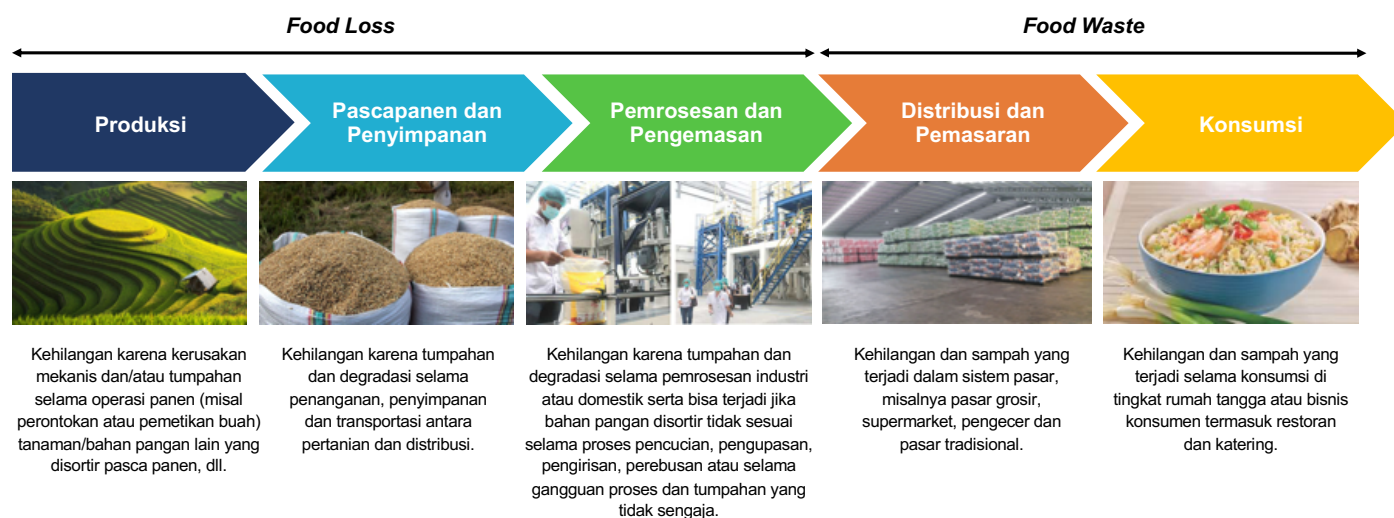 Food Loss
Food Waste
Produksi
Pascapanen dan
Penyimpanan
Pemrosesan dan
Pengemasan
Distribusi dan
Pemasaran
Konsumsi
Kehilangan karena kerusakan
mekanis dan/atau tumpahan
selama operasi panen (misal
perontokan atau pemetikan buah)
tanaman/bahan pangan lain yang
disortir pasca panen, dll.
Kehilangan karena tumpahan
dan degradasi selama
penanganan, penyimpanan
dan transportasi antara
pertanian dan distribusi.
Kehilangan karena tumpahan dan
degradasi selama pemrosesan industri
atau domestik serta bisa terjadi jika
bahan pangan disortir tidak sesuai
selama proses pencucian, pengupasan,
pengirisan, perebusan atau selama
gangguan proses dan tumpahan yang
tidak sengaja.
Kehilangan dan sampah yang
terjadi dalam sistem pasar,
misalnya pasar grosir,
supermarket, pengecer dan
pasar tradisional.
Kehilangan dan sampah yang
terjadi selama konsumsi di
tingkat rumah tangga atau bisnis
konsumen termasuk restoran
dan katering.